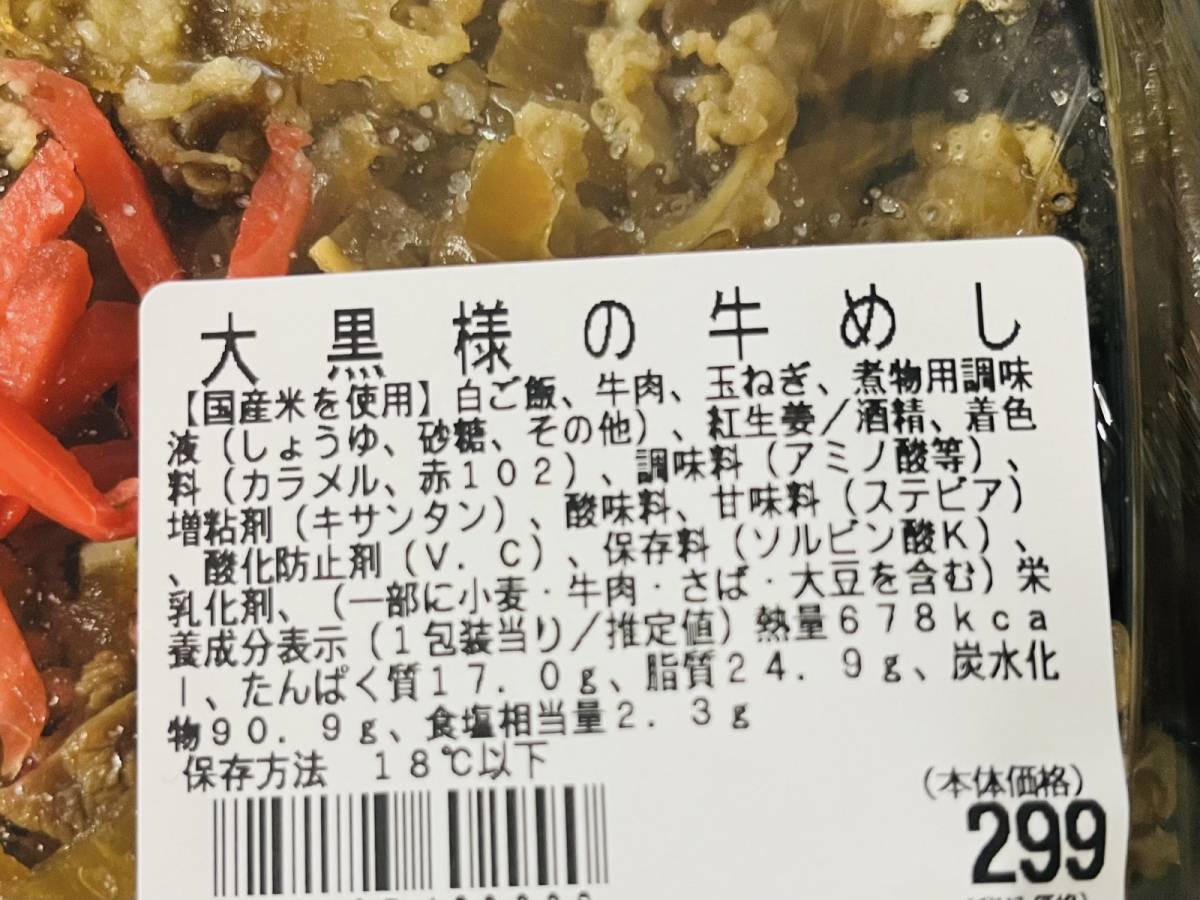 大黒様の牛めし
【国産米を使用】白ご飯、牛肉、玉ねぎ、煮物用調味
液（しょうゆ、砂糖、その他）、紅生姜／酒精、着色
料（カラメル、赤１０２）、調味料（アミノ酸等）、
増粘剤（キサンタン）、酸味料、甘味料（ステビア）
、酸化防止剤（Ｖ．Ｃ）、保存料（ソルビン酸Ｋ）、
乳化剤、（一部に小麦・牛肉・さば・大豆を含む）栄
養成分表示（１包装当り／推定値）熱量６７８ｋｃａ
ｌ、たんぱく質１７．０ｇ、脂質２４．９ｇ、炭水化
物９０．９ｇ、食塩相当量２．３ｇ
保存方法　１８℃以下
（本体価格）
299